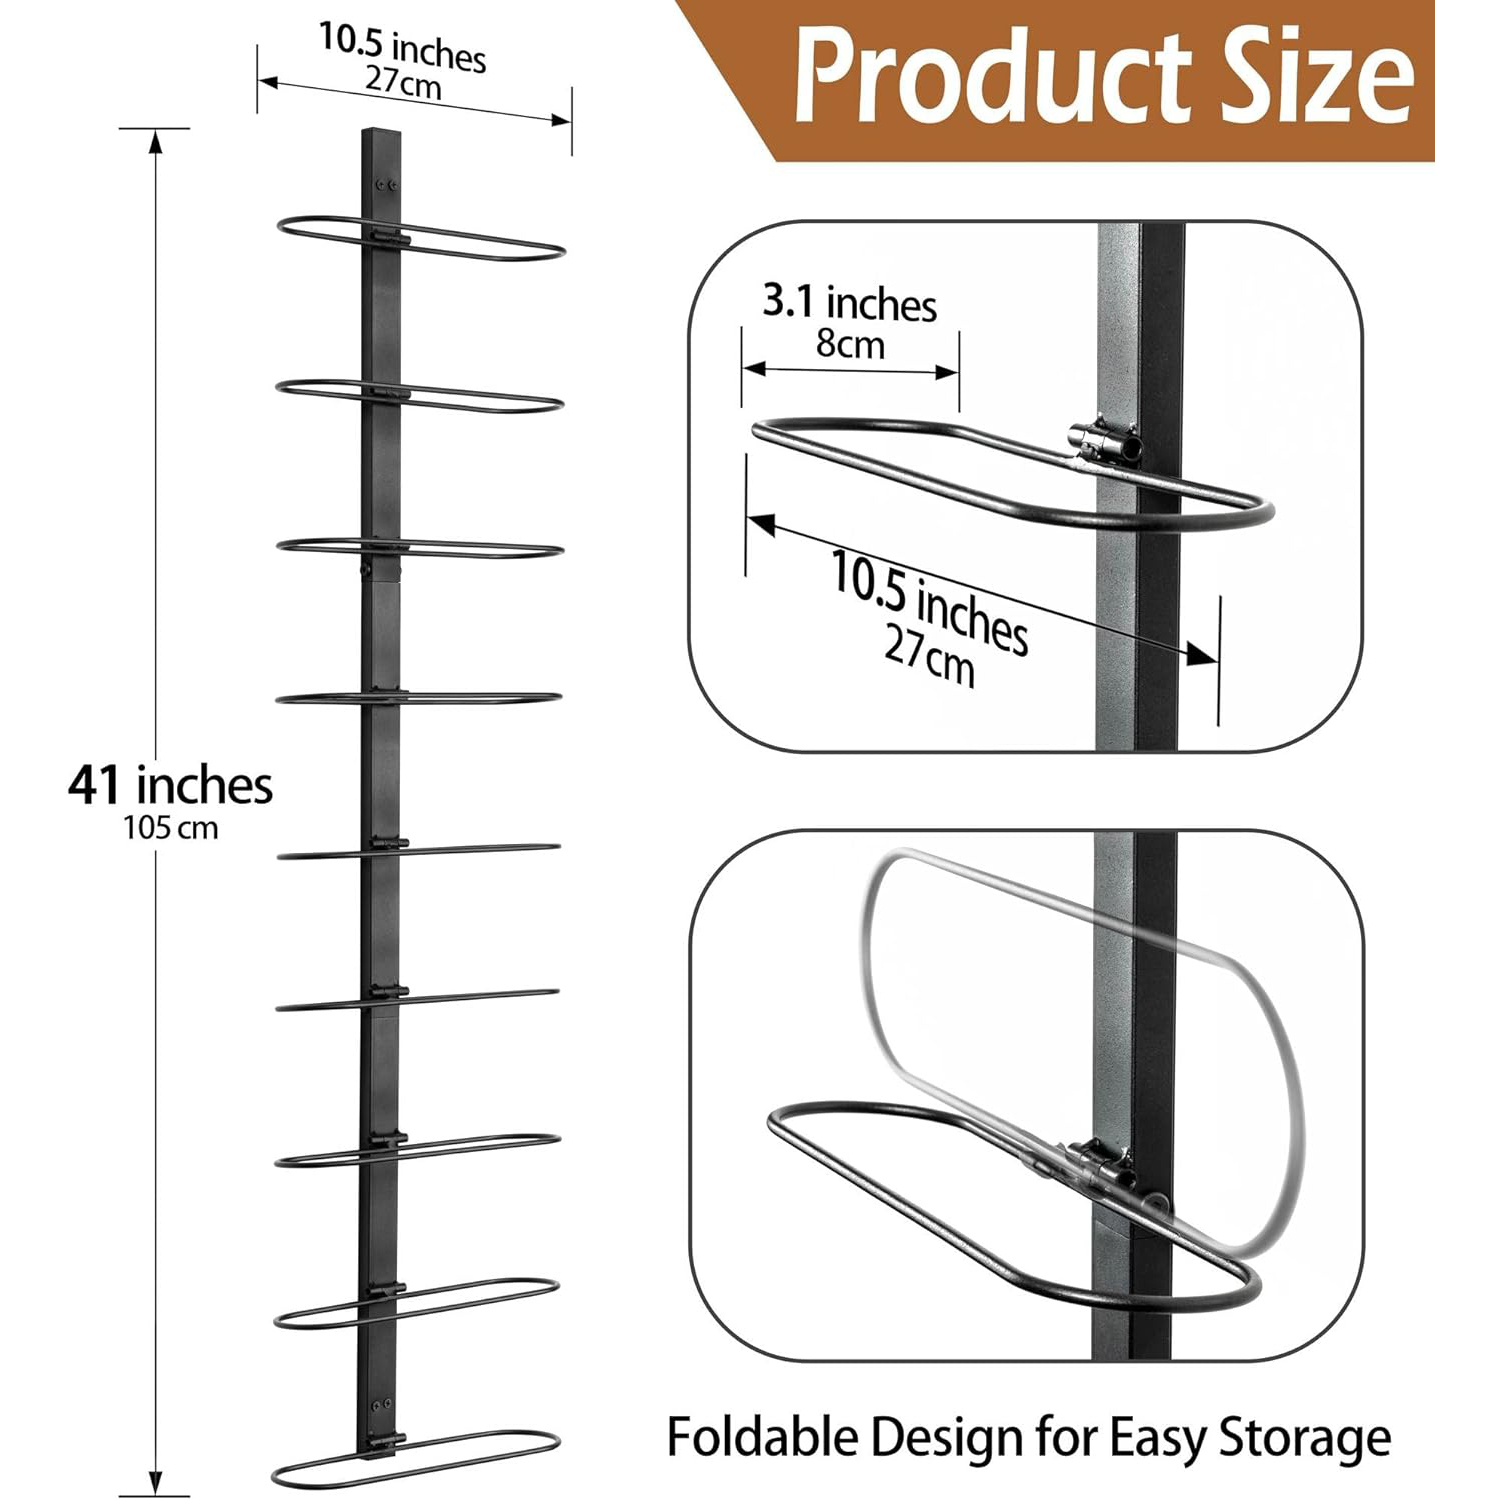 Product Size
10.5 inches
27cm
41 inches
105 cm
3.1 inches
8cm
10.5 inches
27cm
Foldable Design for Easy Storage